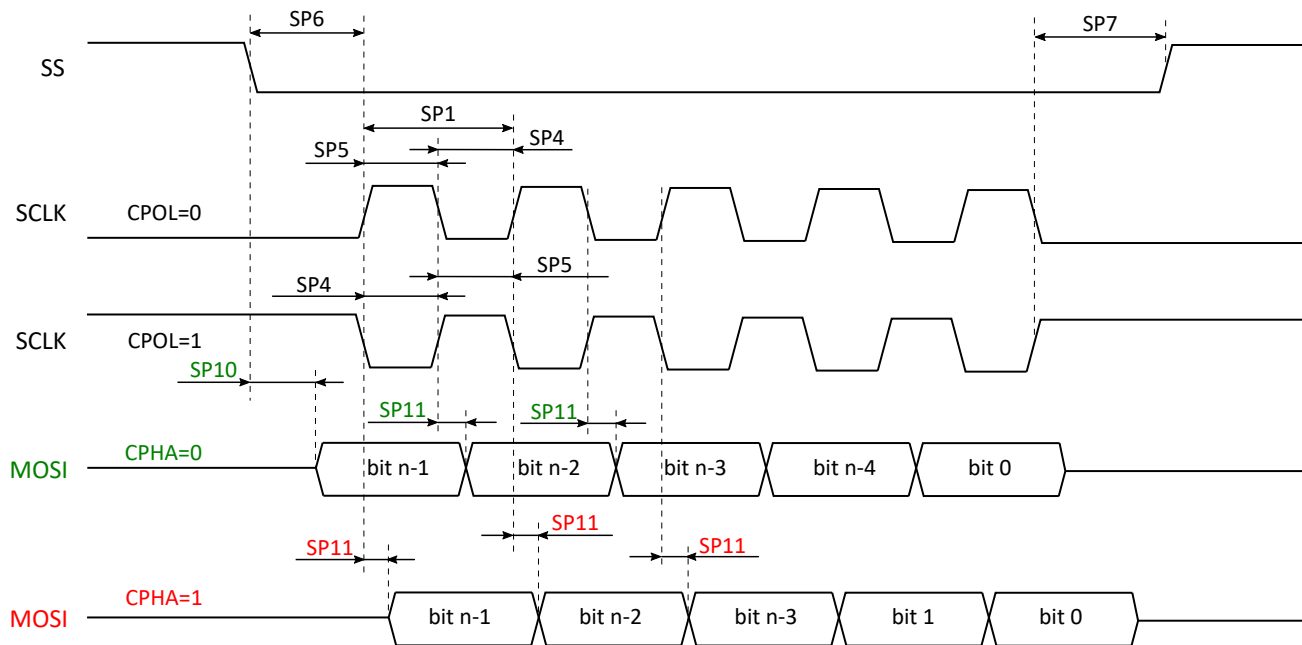 SP6
SP7
SS
SP1
SP4
SP5
SCLK CPOL=0
SP5
SP4
SCLK CPOL=1
SP10
SP11 SP11
MOSI CPHA=0 bit n-1 bit n-2 bit n-3 bit n-4 bit 0
SP11
SP11 SP11
MOSI CPHA=1 bit n-1 bit n-2 bit n-3 bit 1 bit 0